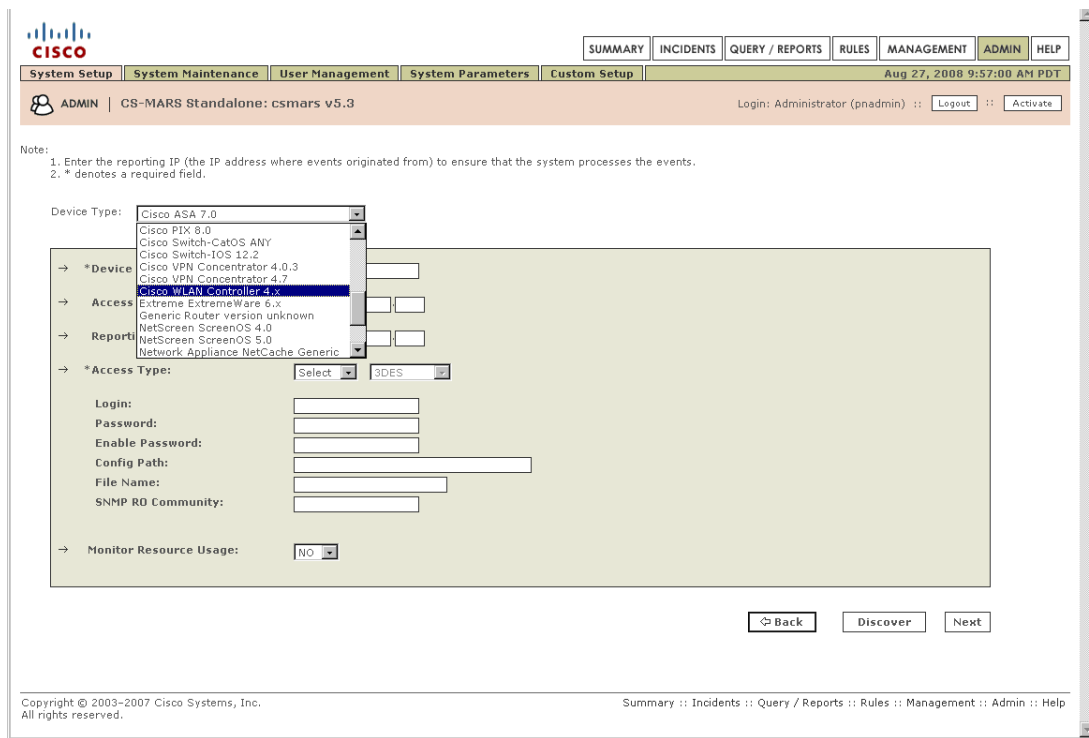 CISCO
SUMMARY INCIDENTS QUERY / REPORTS RULES MANAGEMENT ADMIN HELP
System Setup System Maintenance User Management System Parameters Custom Setup Aug 27, 2008 9:57:00 AM PDT
ADMIN | CS-MARS Standalone: csmars v5.3 Login: Administrator (pnadmin) :: Logout :: Activate
Note:
1. Enter the reporting IP (the IP address where events originated from) to ensure that the system processes the events.
2. * denotes a required field.
Device Type: Cisco ASA 7.0
Cisco PIX 8.0
Cisco Switch-CatOS ANY
Cisco Switch-IOS 12.2
Cisco VPN Concentrator 4.0.3
Cisco VPN Concentrator 4.7
Cisco WLAN Controller 4.x
Extreme ExtremeWare 6.x
Generic Router version unknown
NetScreen ScreenOS 4.0
NetScreen ScreenOS 5.0
Network Appliance NetCache Generic
→ *Device
→ Access
→ Reporti
→ *Access Type: Select 3DES
Login:
Password:
Enable Password:
Config Path:
File Name:
SNMP RO Community:
→ Monitor Resource Usage: NO
Back Discover Next
Copyright © 2003-2007 Cisco Systems, Inc.
All rights reserved.
Summary :: Incidents :: Query / Reports :: Rules :: Management :: Admin :: Help